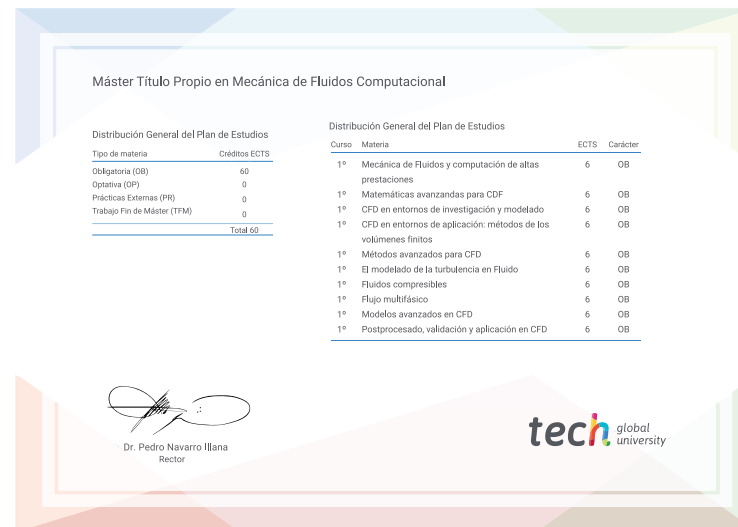 Máster Título Propio en Mecánica de Fluidos Computacional
Distribución General del Plan de Estudios
Tipo de materia Créditos ECTS
Obligatoria (OB) 60
Optativa (OP) 0
Prácticas Externas (PR) 0
Trabajo Fin de Máster (TFM) 0
Total 60
Distribución General del Plan de Estudios
Curso Materia ECTS Carácter
1º Mecánica de Fluidos y computación de altas 6 OB
prestaciones
1º Matemáticas avanzandas para CDF 6 OB
1º CFD en entornos de investigación y modelado 6 OB
1º CFD en entornos de aplicación: métodos de los 6 OB
volúmenes finitos
1º Métodos avanzados para CFD 6 OB
1º El modelado de la turbulencia en Fluido 6 OB
1º Fluidos compresibles 6 OB
1º Flujo multifásico 6 OB
1º Modelos avanzados en CFD 6 OB
1º Postprocesado, validación y aplicación en CFD 6 OB
Dr. Pedro Navarro Illana
Rector
tech global
university